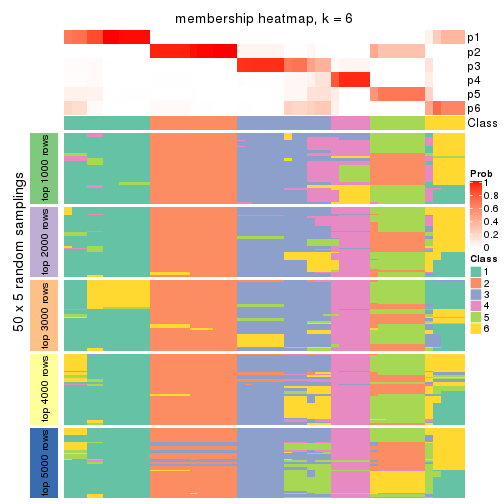 membership heatmap, k = 6
p1
p2
p3
p4
p5
p6
Class
50 x 5 random samplings
top 1000 rows
top 2000 rows
top 3000 rows
top 4000 rows
top 5000 rows
Prob
1
0.8
0.6
0.4
0.2
0
Class
1
2
3
4
5
6